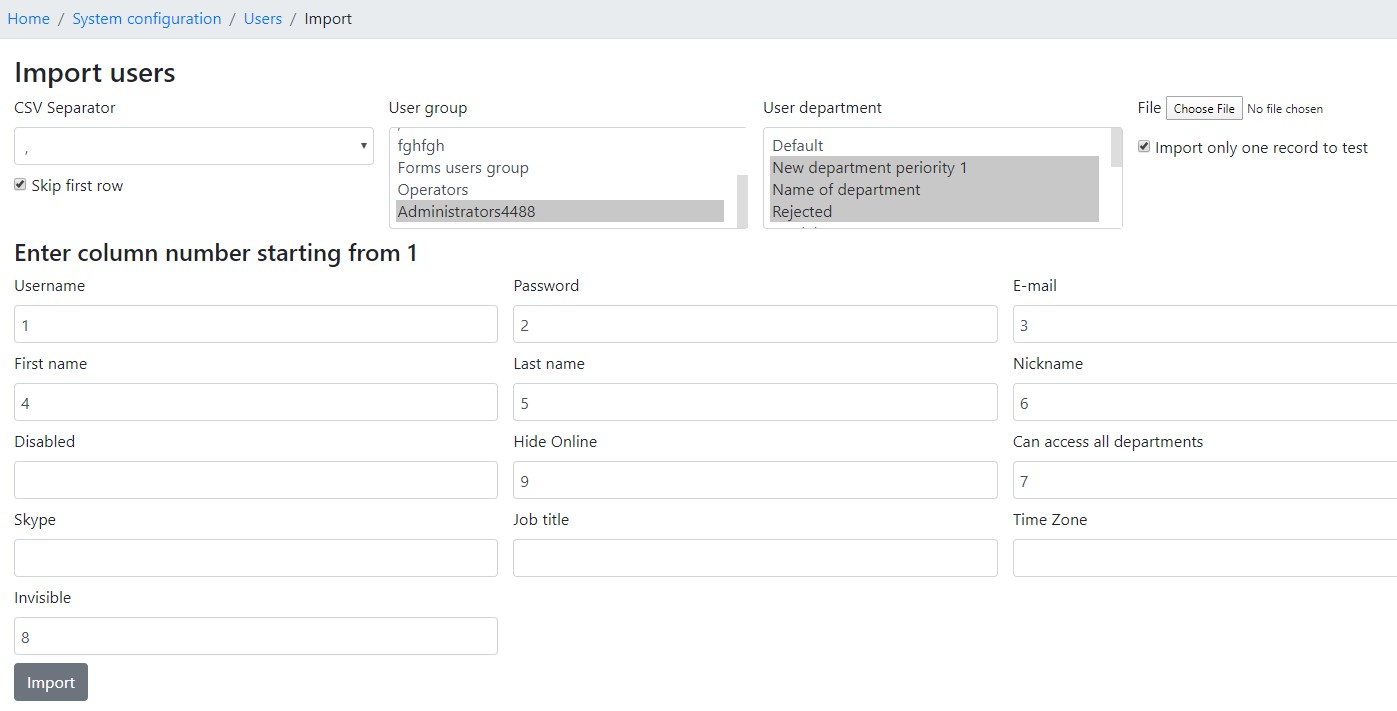 Home / System configuration / Users / Import
Import users
CSV Separator
,
Skip first row
User group
fghfgh
Forms users group
Operators
Administrators4488
User department
Default
New department periority 1
Name of department
Rejected
File Choose File No file chosen
Import only one record to test
Enter column number starting from 1
Username Password E-mail
1 2 3
First name Last name Nickname
4 5 6
Disabled Hide Online Can access all departments
9 7
Skype Job title Time Zone
Invisible
8
Import